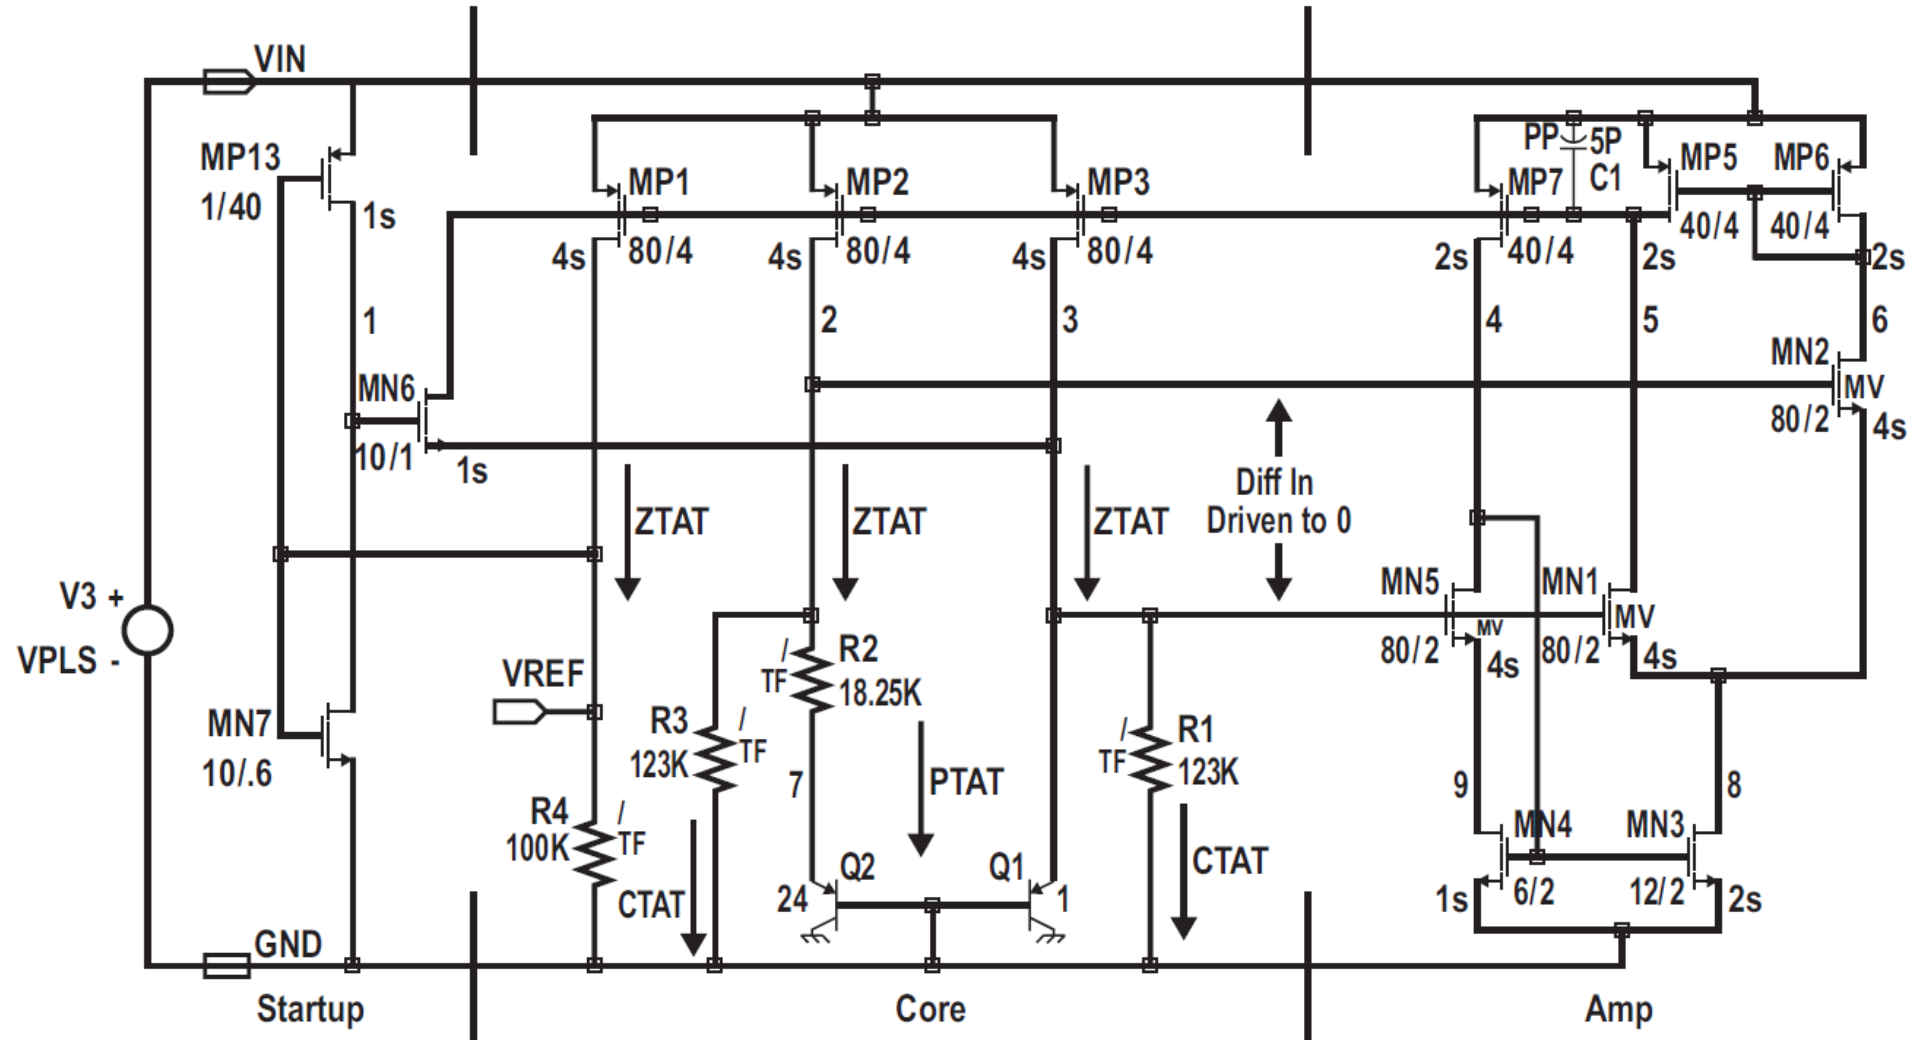 VIN
MP13
1/40
1s
MP1
80/4
4s
MP2
80/4
4s
MP3
80/4
4s
MP7
40/4
2s
PP
5P
C1
MP5
40/4
2s
MP6
40/4
2s
1
2
3
4
5
6
MN6
10/1
1s
MN2
MV
80/2
4s
ZTAT
ZTAT
ZTAT
Diff In
Driven to 0
V3 +
VPLS -
MN5
MV
80/2
4s
MN1
MV
80/2
4s
VREF
MN7
10/.6
R3
123K
/
TF
R2
18.25K
/
TF
R1
123K
/
TF
R4
100K
/
TF
7
PTAT
CTAT
CTAT
9
8
Q2
24
Q1
1
MN4
6/2
1s
MN3
12/2
2s
GND
Startup
Core
Amp